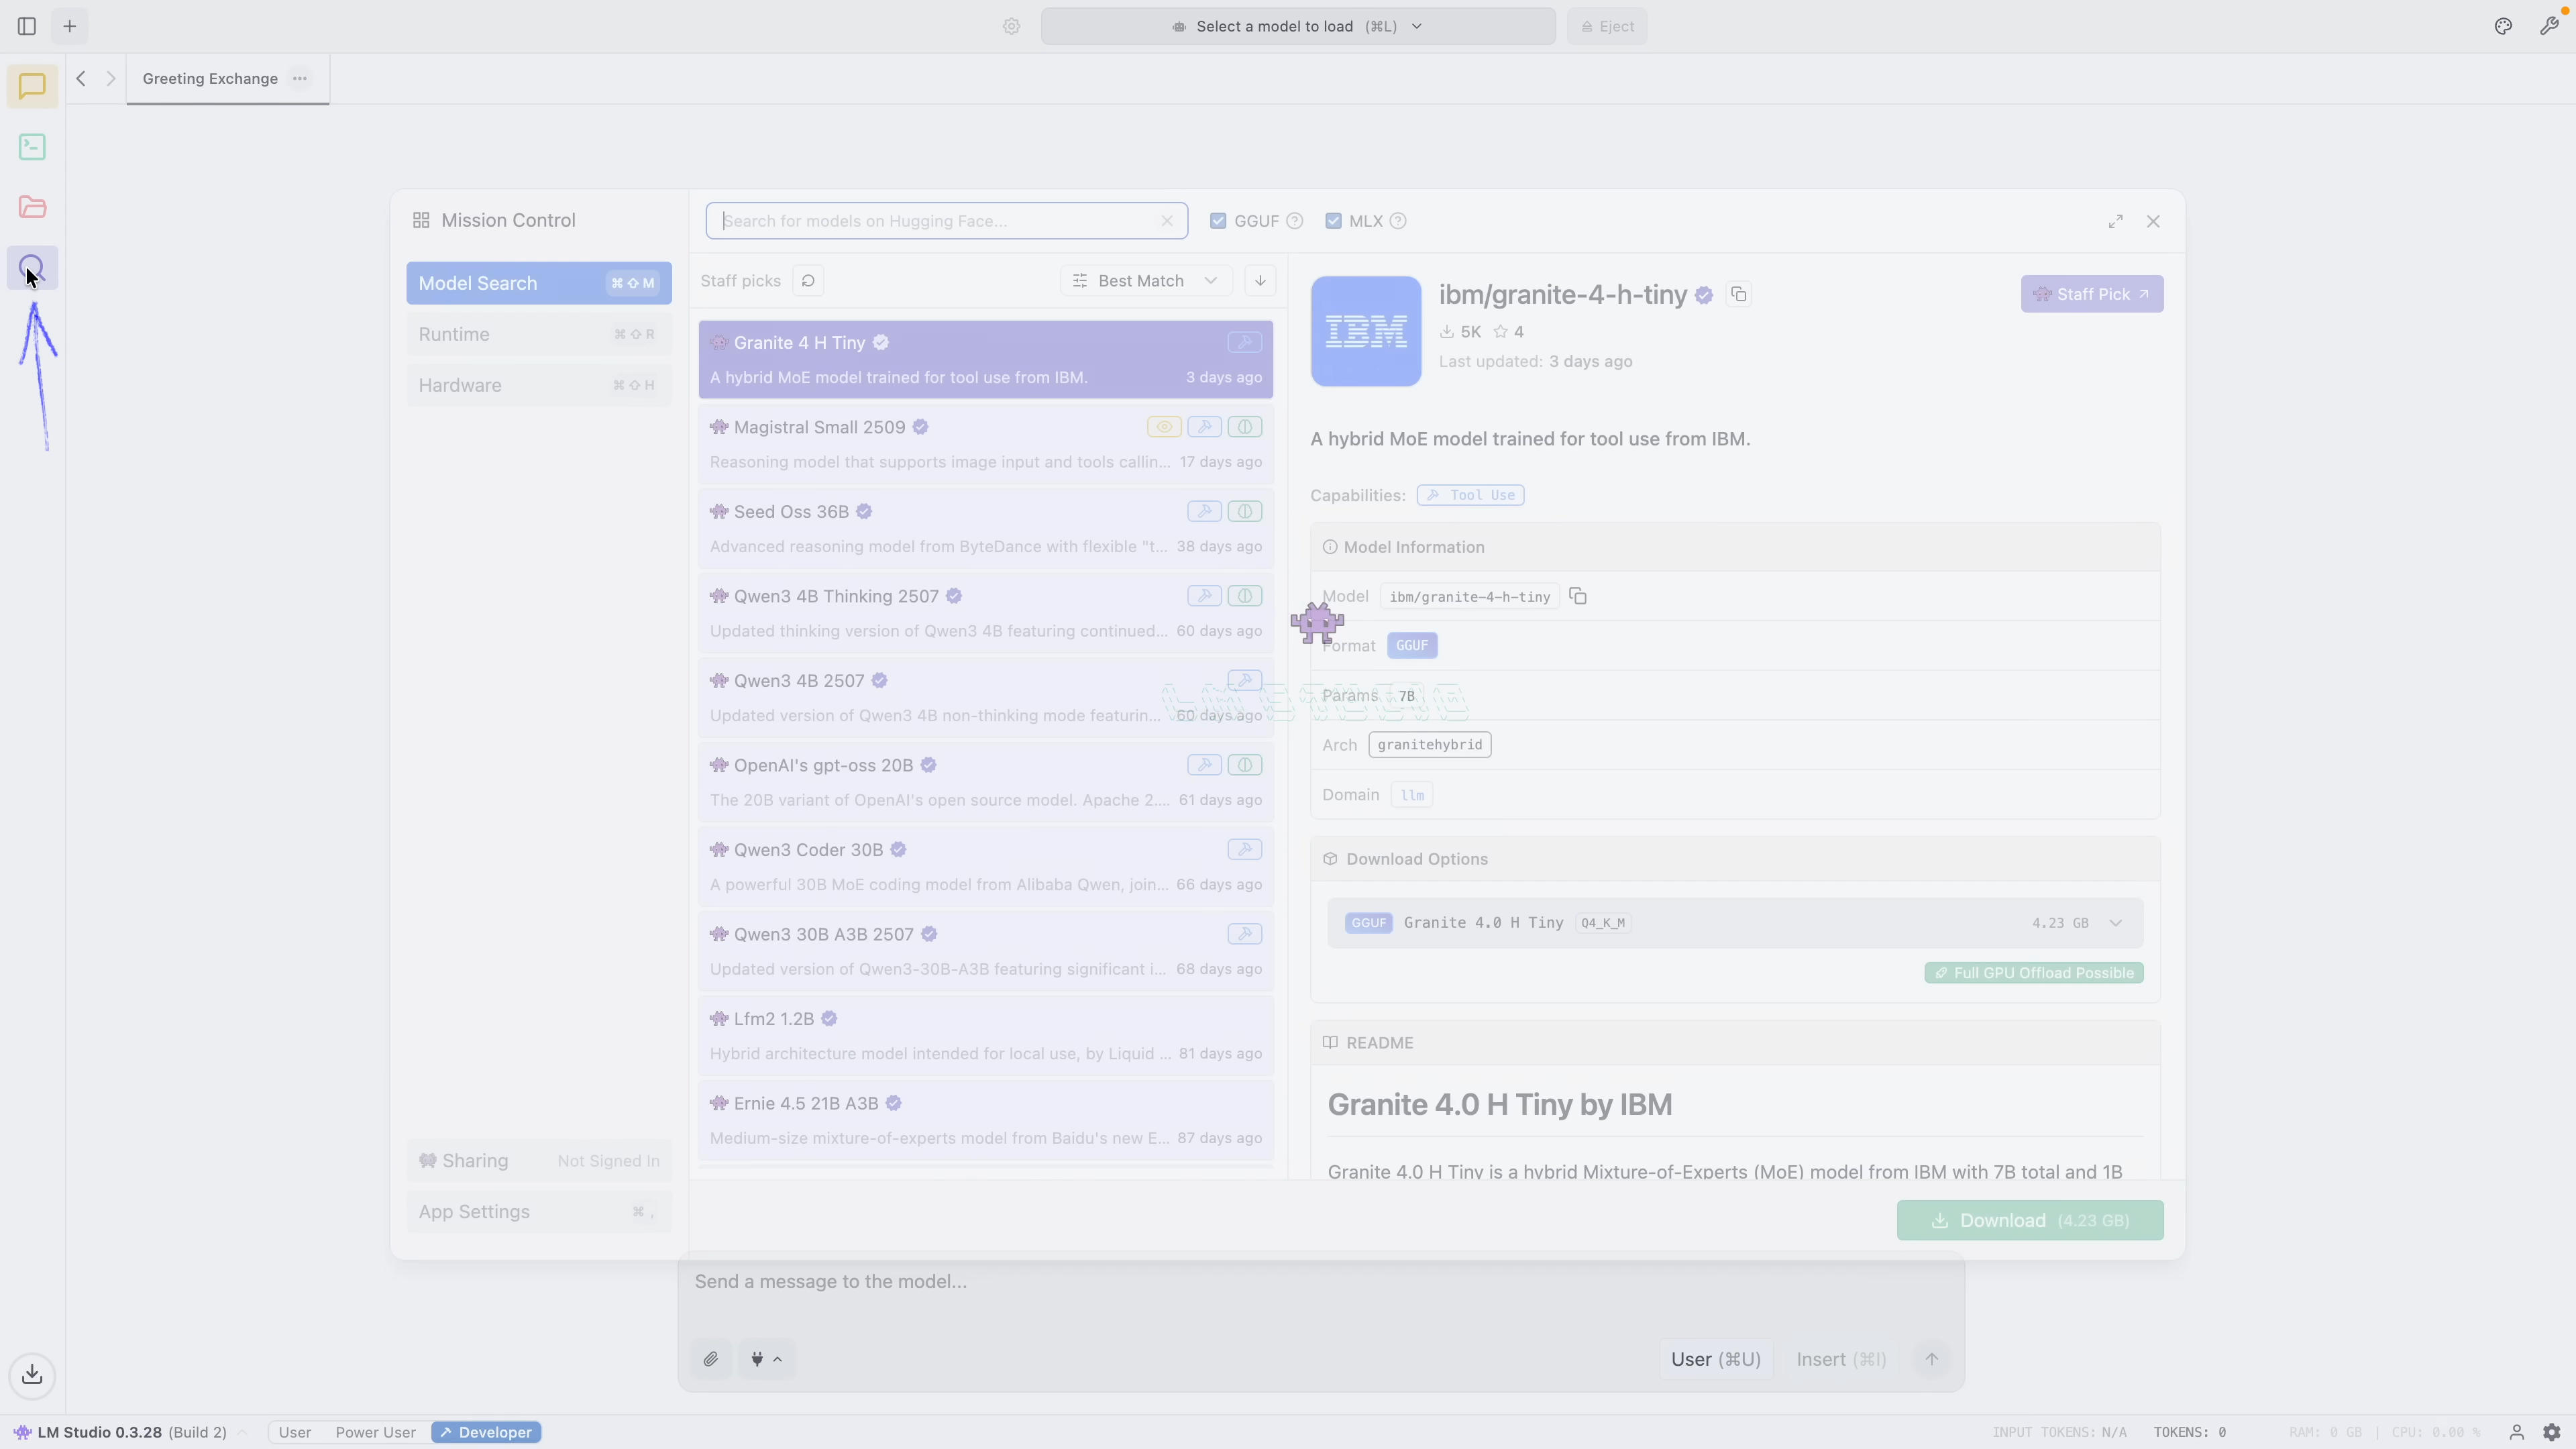 Select a model to load (⌘L)
Eject
Greeting Exchange
Mission Control
Search for models on Hugging Face...
GGUF
MLX
Model Search ⌘ ⇧ M
Runtime ⌘ ⇧ R
Hardware ⌘ ⇧ H
Sharing Not Signed In
App Settings ⌘ ,
Staff picks
Best Match
Granite 4 H Tiny
A hybrid MoE model trained for tool use from IBM. 3 days ago
Magistral Small 2509
Reasoning model that supports image input and tools callin... 17 days ago
Seed Oss 36B
Advanced reasoning model from ByteDance with flexible "t... 38 days ago
Qwen3 4B Thinking 2507
Updated thinking version of Qwen3 4B featuring continued... 60 days ago
Qwen3 4B 2507
Updated version of Qwen3 4B non-thinking mode featurin... 60 days ago
OpenAI's gpt-oss 20B
The 20B variant of OpenAI's open source model. Apache 2.... 61 days ago
Qwen3 Coder 30B
A powerful 30B MoE coding model from Alibaba Qwen, join... 66 days ago
Qwen3 30B A3B 2507
Updated version of Qwen3-30B-A3B featuring significant i... 68 days ago
Lfm2 1.2B
Hybrid architecture model intended for local use, by Liquid ... 81 days ago
Ernie 4.5 21B A3B
Medium-size mixture-of-experts model from Baidu's new E... 87 days ago
IBM
ibm/granite-4-h-tiny
Staff Pick
5K 4
Last updated: 3 days ago
A hybrid MoE model trained for tool use from IBM.
Capabilities: Tool Use
Model Information
Model ibm/granite-4-h-tiny
Format GGUF
Params 7B
Arch granitehybrid
Domain llm
LM STUDIO
Download Options
GGUF Granite 4.0 H Tiny Q4_K_M 4.23 GB
Full GPU Offload Possible
README
Granite 4.0 H Tiny by IBM
Granite 4.0 H Tiny is a hybrid Mixture-of-Experts (MoE) model from IBM with 7B total and 1B
Download (4.23 GB)
Send a message to the model...
User (⌘U)
Insert (⌘I)
LM Studio 0.3.28 (Build 2)
User
Power User
Developer
INPUT TOKENS: N/A
TOKENS: 0
RAM: 0 GB | CPU: 0.00 %